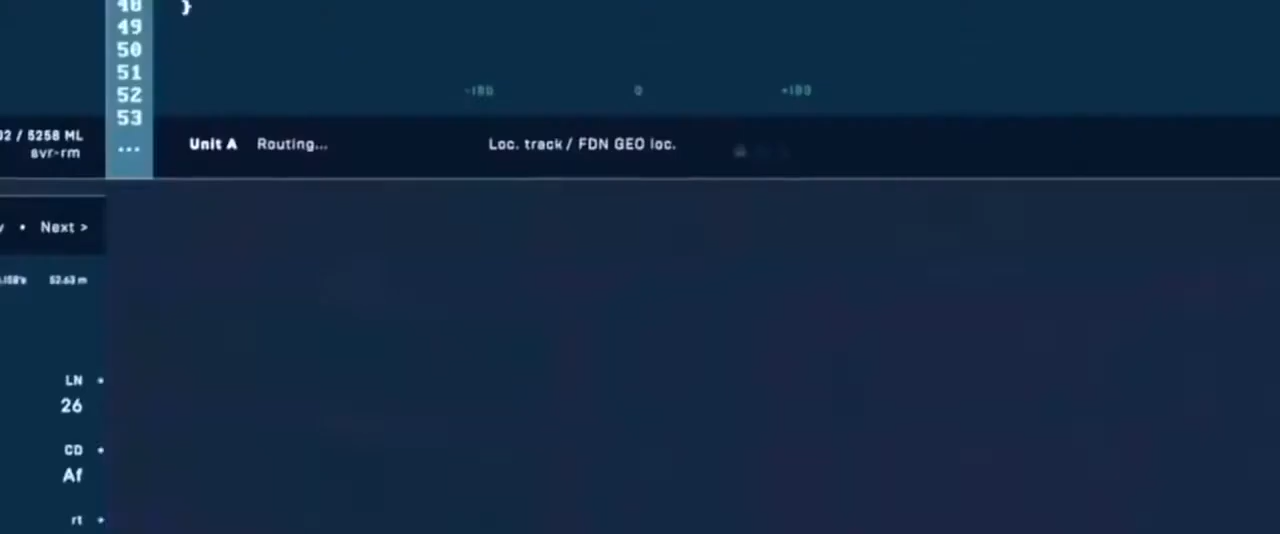 48 }
49
50
51
52
53
...
-180 0 +180
/ 5258 ML
svr-rm
Unit A Routing... Loc. track / FDN GEO loc.
• Next >
52.63 m
LN
26
CD
Af
rt